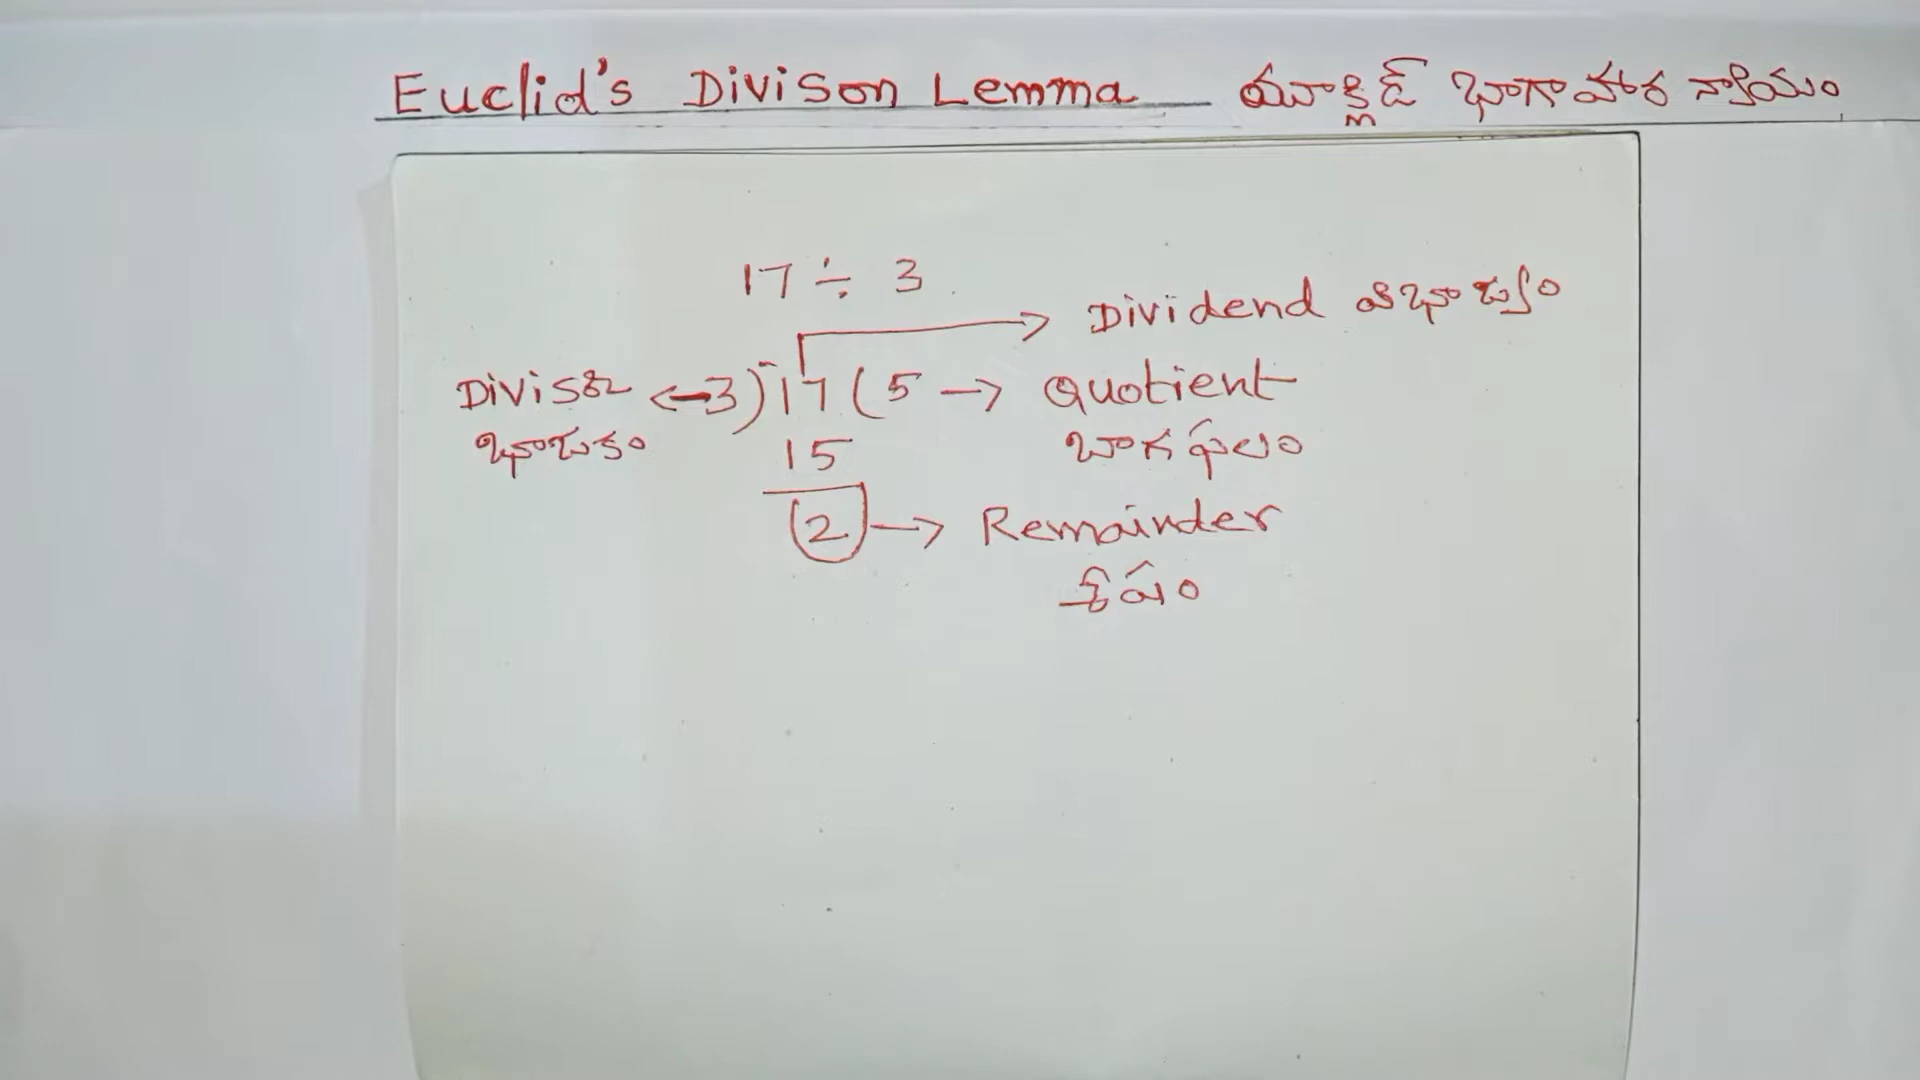 Euclid's Divison Lemma యూక్లిడ్ భాగాహార న్యాయం
17 ÷ 3
Dividend విభాజ్యం
Divisor ← 3) 17 ( 5 → Quotient
భాజకం 15 బాగఫలం
2 → Remainder
శేషం